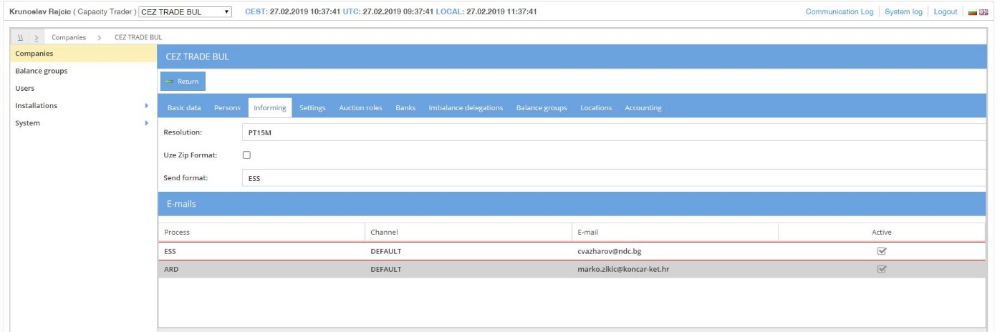 Krunoslav Rajcic ( Capacity Trader ) CEZ TRADE BUL CEST: 27.02.2019 10:37:41 UTC: 27.02.2019 09:37:41 LOCAL: 27.02.2019 11:37:41 Communication Log System log Logout
\\ > Companies > CEZ TRADE BUL
Companies
Balance groups
Users
Installations
System
CEZ TRADE BUL
Return
Basic data Persons Informing Settings Auction roles Banks Imbalance delegations Balance groups Locations Accounting
Resolution: PT15M
Uze Zip Format:
Send format: ESS
E-mails
Process Channel E-mail Active
ESS DEFAULT cvazharov@ndc.bg
ARD DEFAULT marko.zikic@koncar-ket.hr